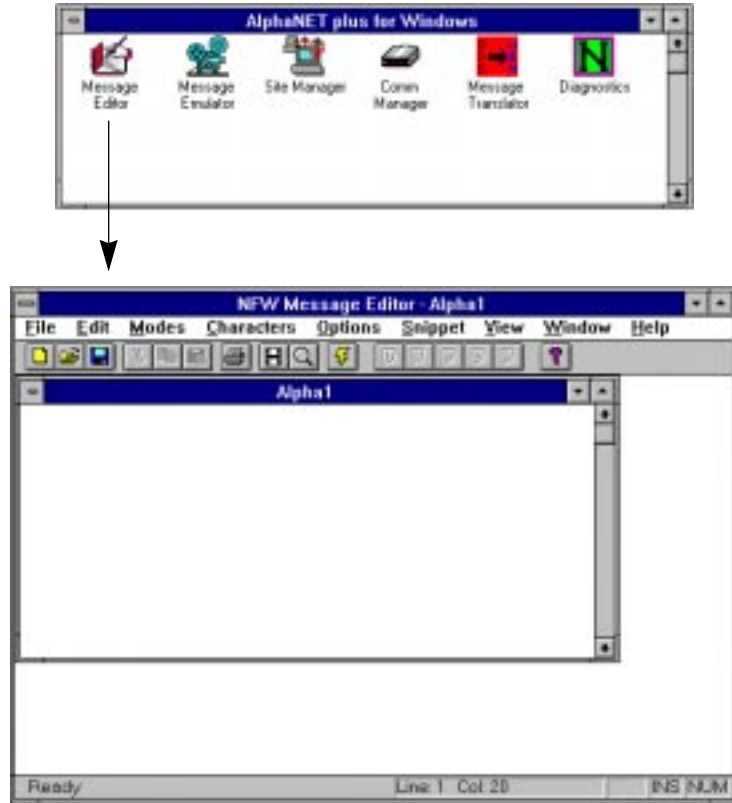 AlphaNET plus for Windows
Message Editor
Message Emulator
Site Manager
Comm Manager
Message Translator
Diagnostics
NFW Message Editor - Alpha1
File Edit Modes Characters Options Snippet View Window Help
Alpha1
Ready Line: 1 Col: 20 INS NUM